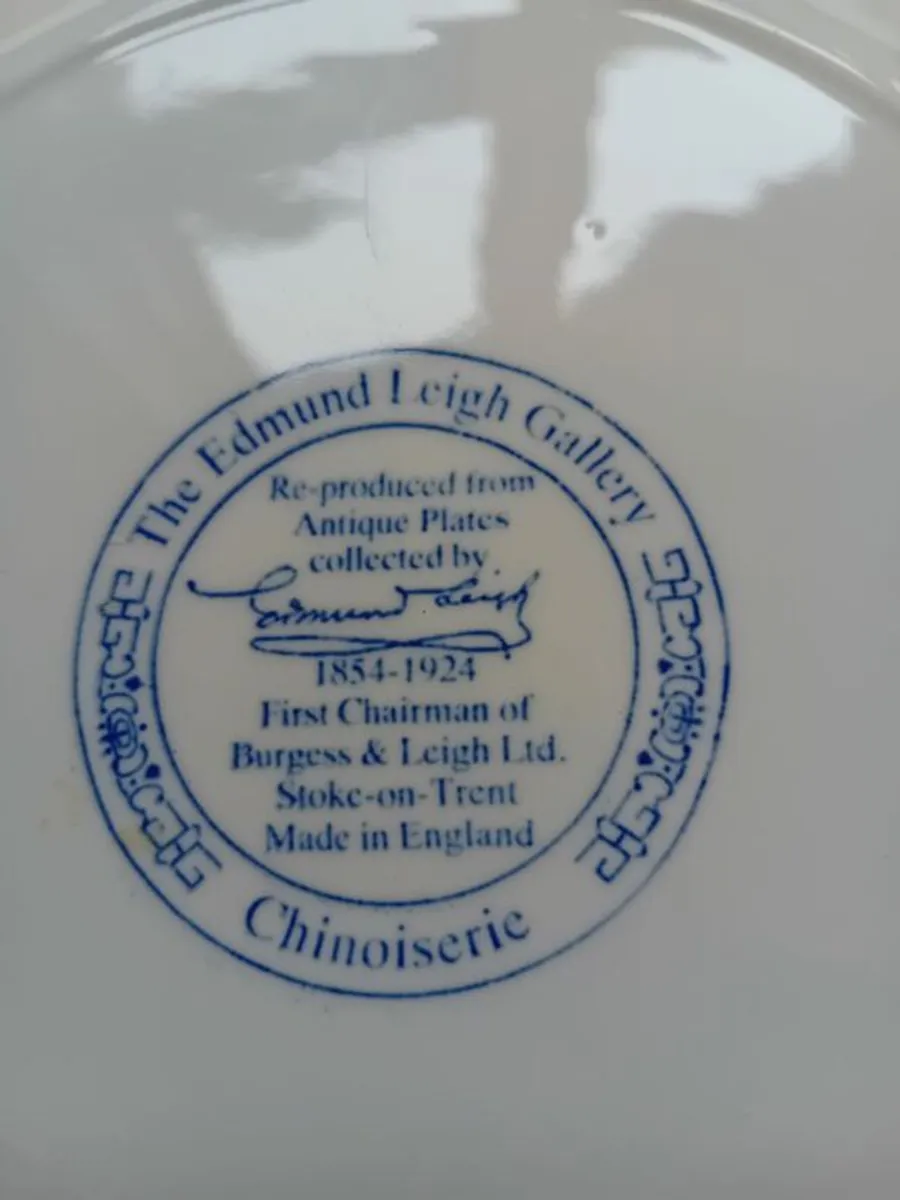 The Edmund Leigh Gallery
Re-produced from
Antique Plates
collected by
Edmund Leigh
1854-1924
First Chairman of
Burgess & Leigh Ltd.
Stoke-on-Trent
Made in England
Chinoiserie